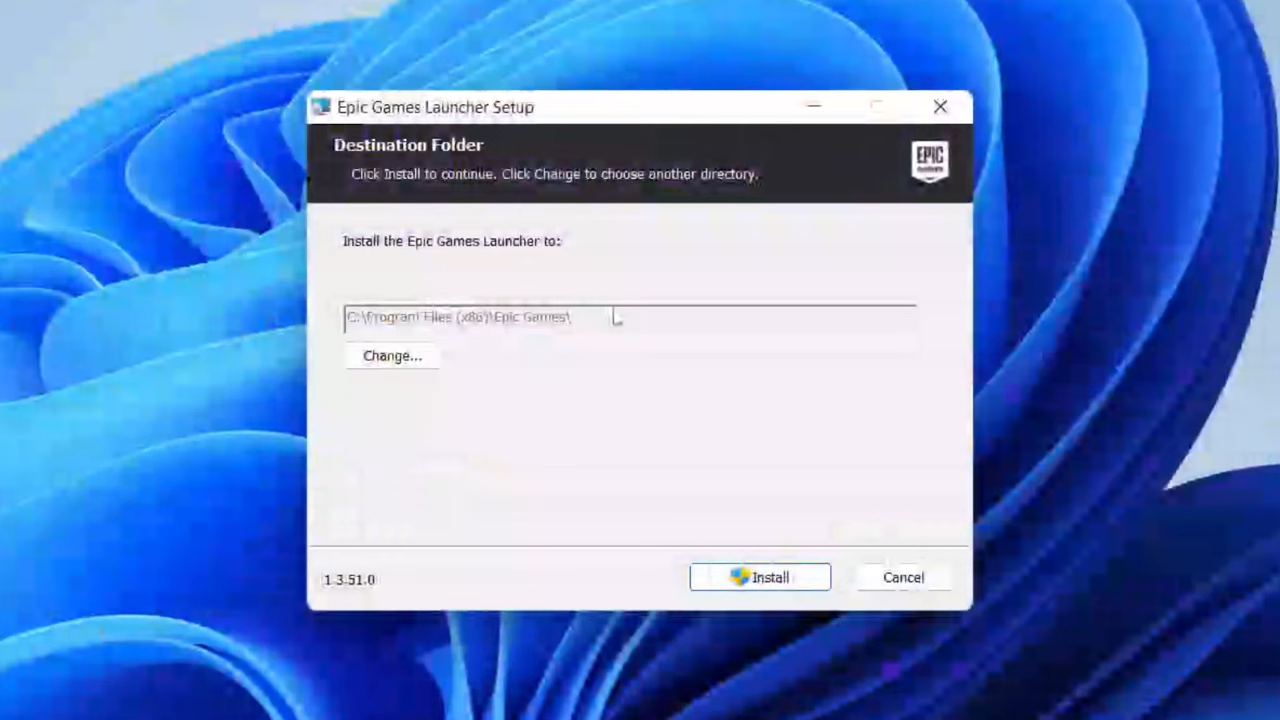 Epic Games Launcher Setup
Destination Folder
Click Install to continue. Click Change to choose another directory.
EPIC
Install the Epic Games Launcher to:
C:\Program Files (x86)\Epic Games\
Change...
1.3.51.0
Install
Cancel